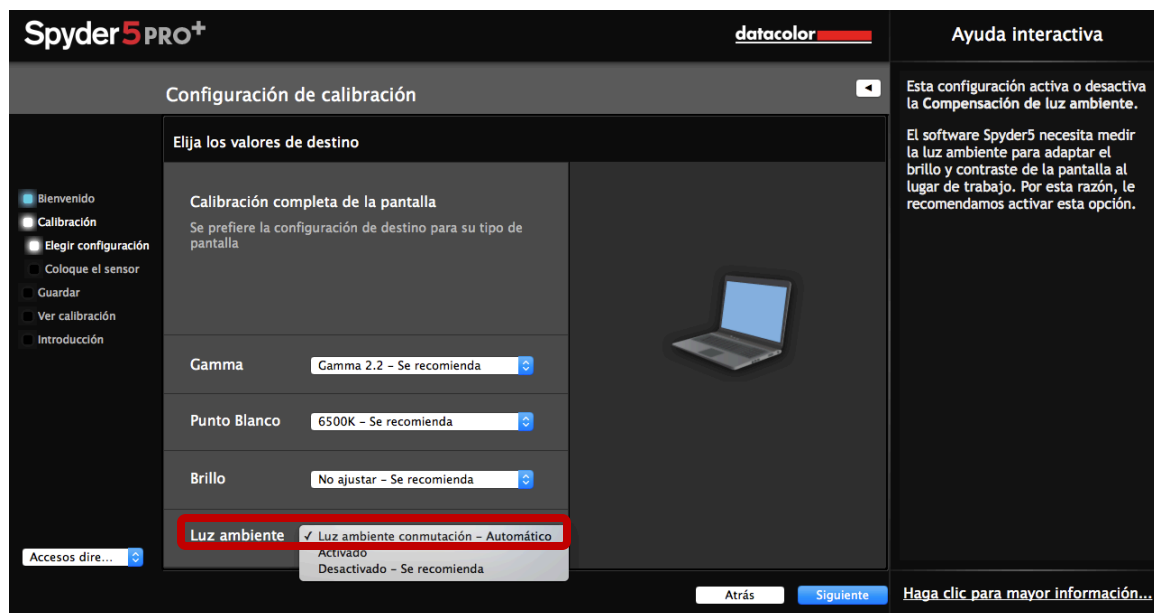 Spyder5PRO+
datacolor
Ayuda interactiva
Configuración de calibración
Esta configuración activa o desactiva
la Compensación de luz ambiente.
El software Spyder5 necesita medir
la luz ambiente para adaptar el
brillo y contraste de la pantalla al
lugar de trabajo. Por esta razón, le
recomendamos activar esta opción.
Elija los valores de destino
Bienvenido
Calibración
Elegir configuración
Coloque el sensor
Guardar
Ver calibración
Introducción
Calibración completa de la pantalla
Se prefiere la configuración de destino para su tipo de
pantalla
Gamma Gamma 2.2 – Se recomienda
Punto Blanco 6500K – Se recomienda
Brillo No ajustar – Se recomienda
Luz ambiente ✓ Luz ambiente conmutación – Automático
Activado
Desactivado – Se recomienda
Accesos dire...
Atrás Siguiente
Haga clic para mayor información...